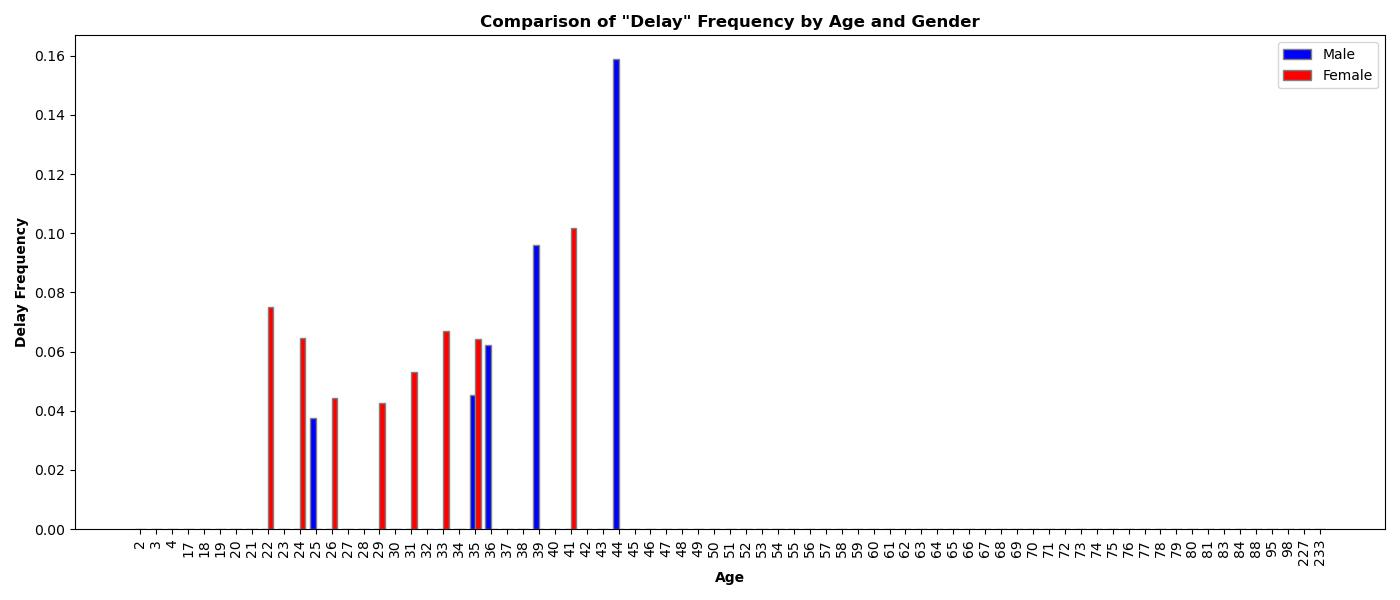 Comparison of "Delay" Frequency by Age and Gender
Male
Female
Delay Frequency
0.16
0.14
0.12
0.10
0.08
0.06
0.04
0.02
0.00
2 3 4 17 18 19 20 21 22 23 24 25 26 27 28 29 30 31 32 33 34 35 36 37 38 39 40 41 42 43 44 45 46 47 48 49 50 51 52 53 54 55 56 57 58 59 60 61 62 63 64 65 66 67 68 69 70 71 72 73 74 75 76 77 78 79 80 81 83 84 88 95 98 227 233
Age